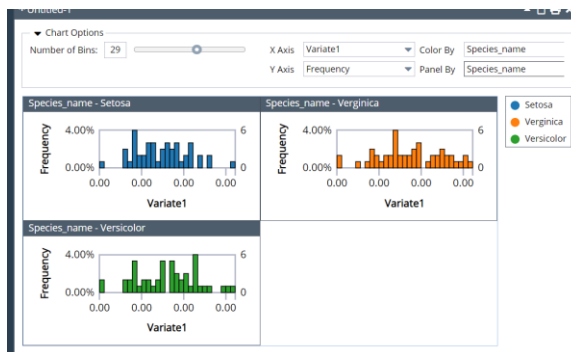 Untitled-1
Chart Options
Number of Bins: 29
X Axis Variate1 Color By Species_name
Y Axis Frequency Panel By Species_name
Species_name - Setosa
Frequency
4.00%
0.00%
6
0
0.00 0.00 0.00 0.00
Variate1
Species_name - Verginica
Frequency
4.00%
0.00%
6
0
0.00 0.00 0.00 0.00
Variate1
Setosa
Verginica
Versicolor
Species_name - Versicolor
Frequency
4.00%
0.00%
6
0
0.00 0.00 0.00 0.00
Variate1